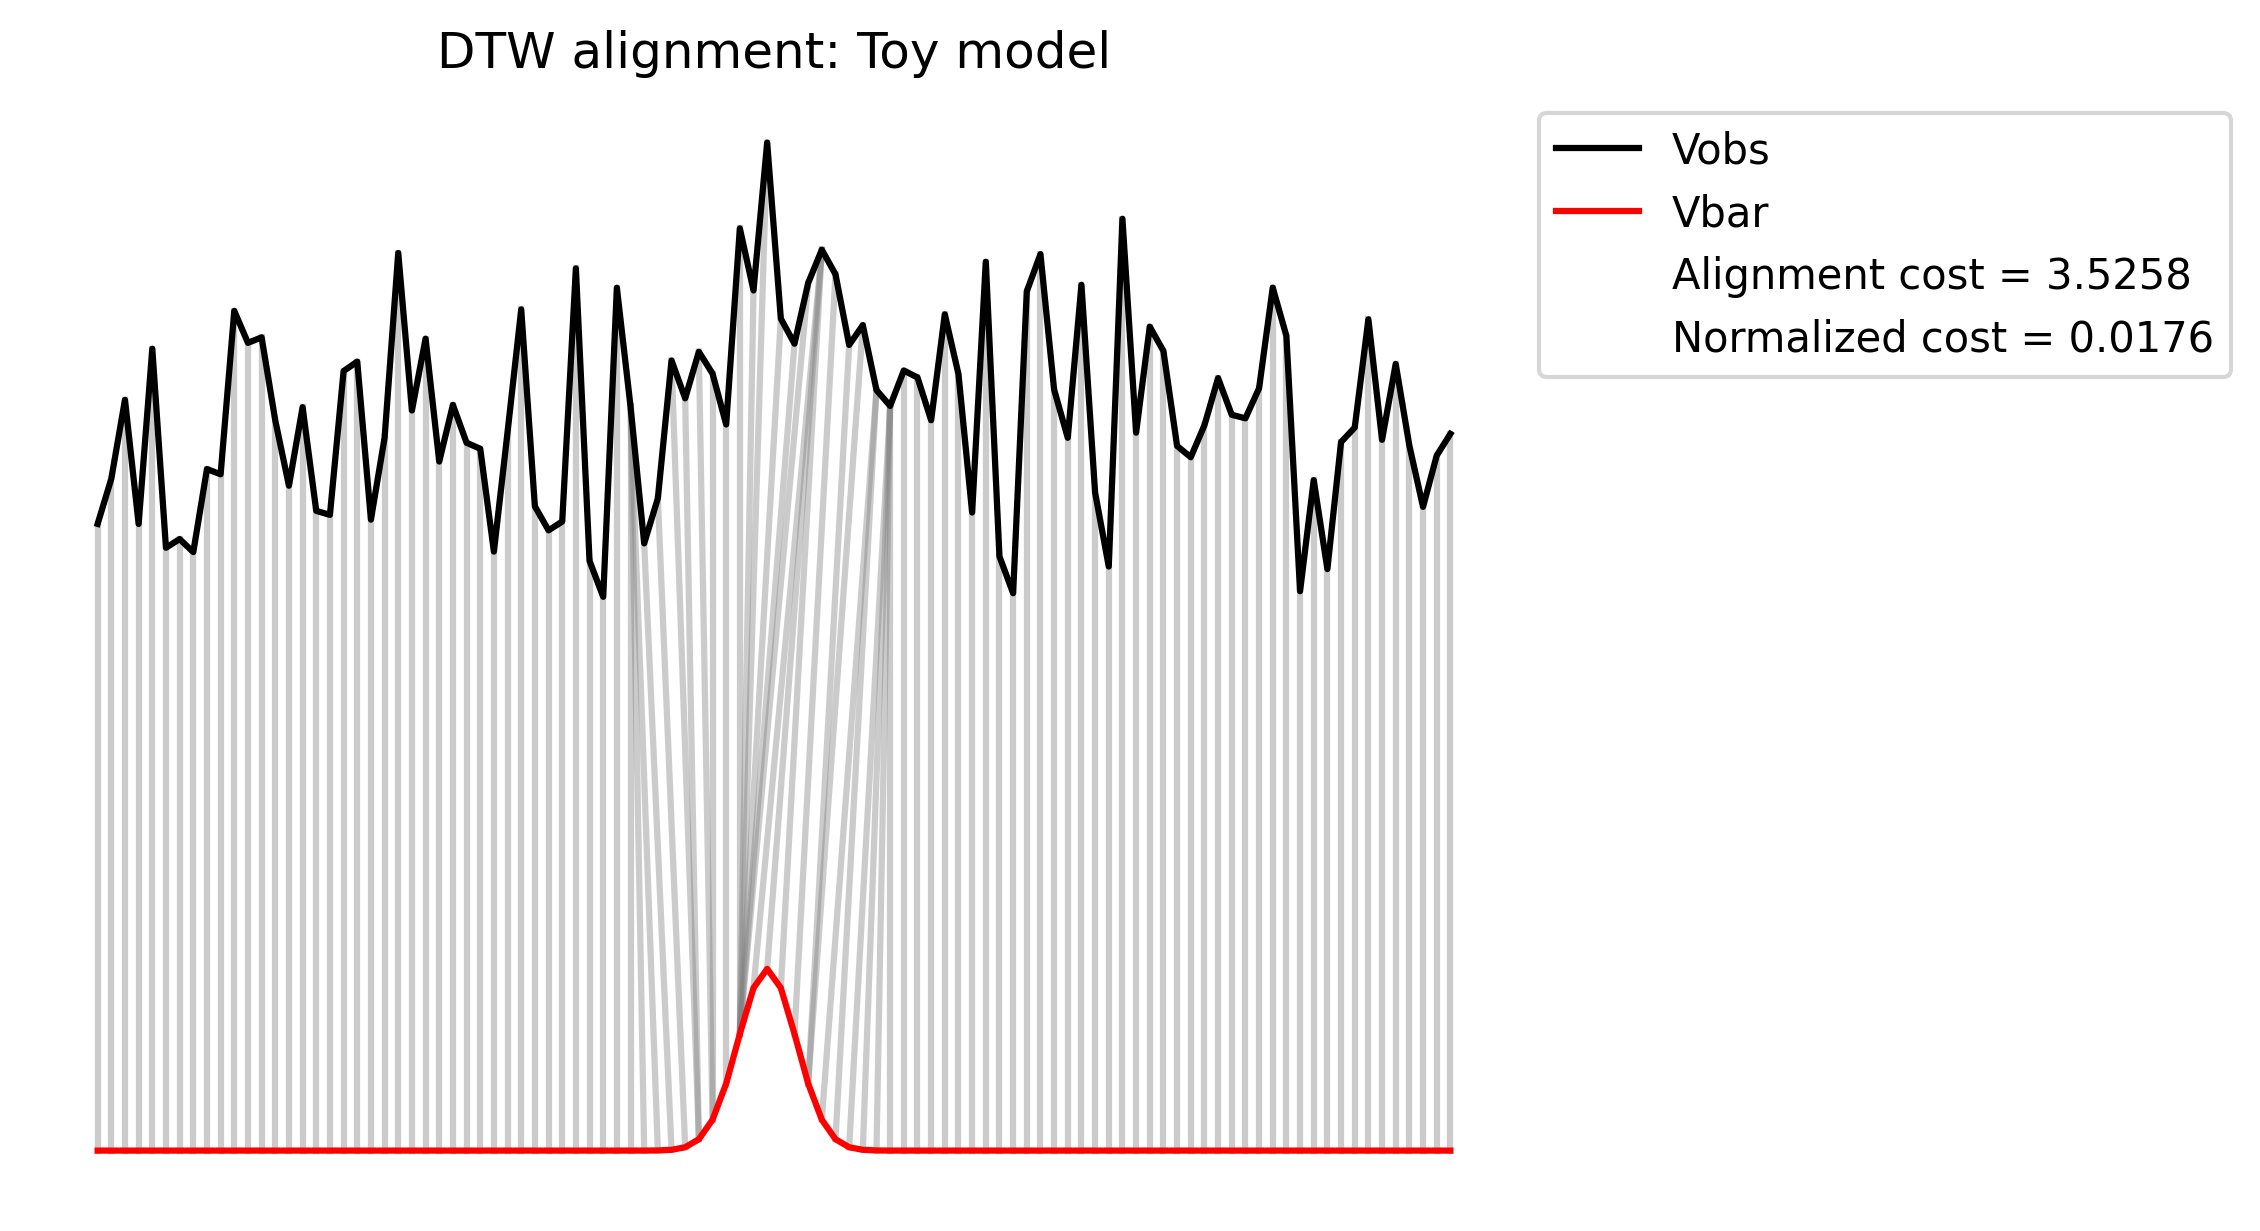 DTW alignment: Toy model
Vobs
Vbar
Alignment cost = 3.5258
Normalized cost = 0.0176